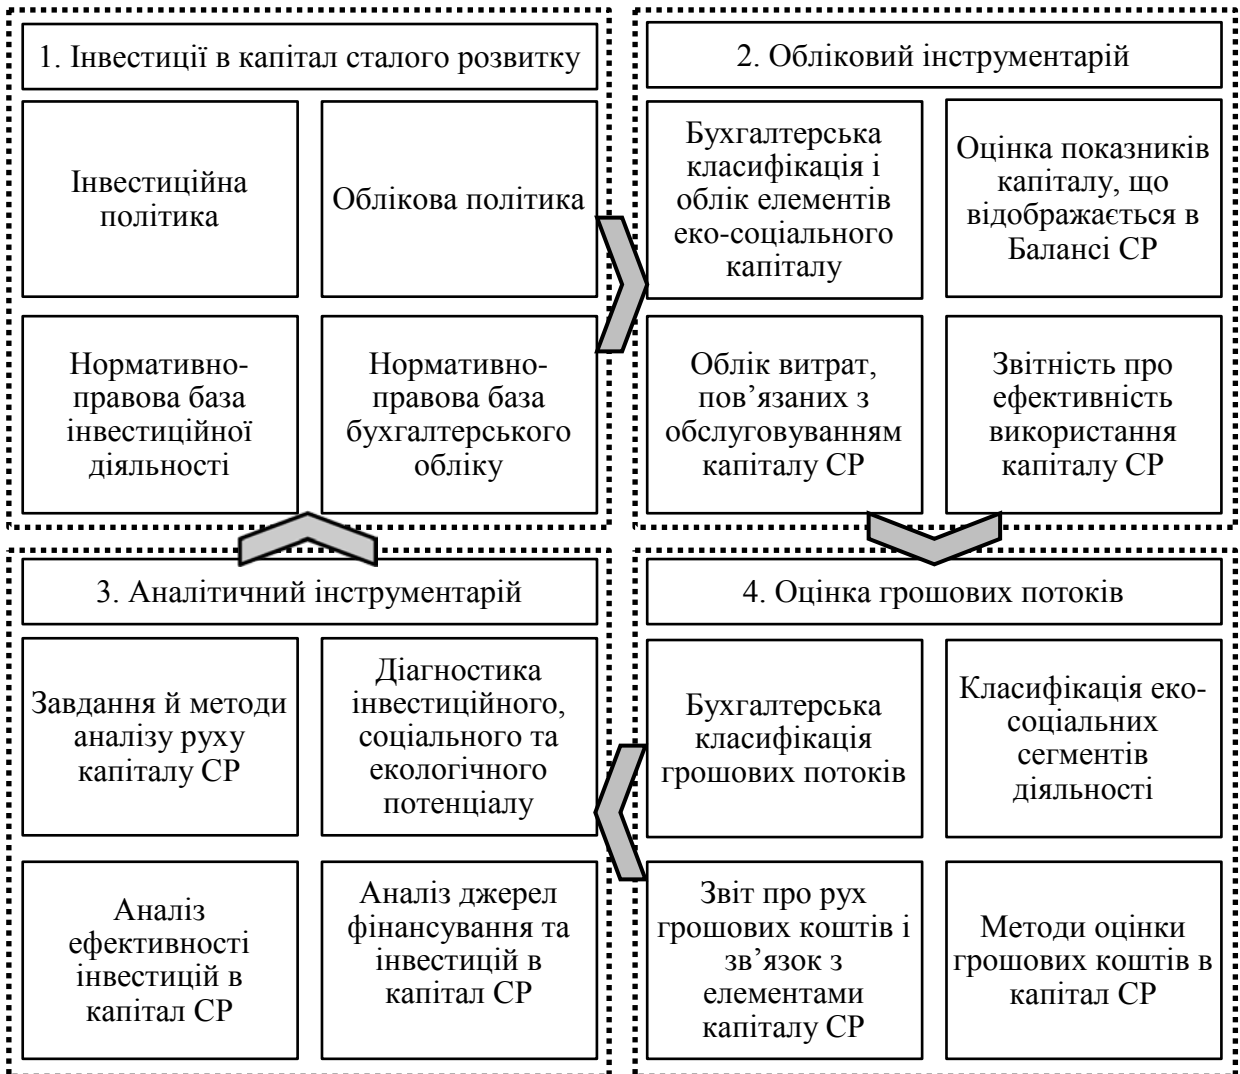 1. Інвестиції в капітал сталого розвитку
Інвестиційна
політика
Облікова політика
Нормативно-
правова база
інвестиційної
діяльності
Нормативно-
правова база
бухгалтерського
обліку
2. Обліковий інструментарій
Бухгалтерська
класифікація і
облік елементів
еко-соціального
капіталу
Оцінка показників
капіталу, що
відображається в
Балансі СР
Облік витрат,
пов’язаних з
обслуговуванням
капіталу СР
Звітність про
ефективність
використання
капіталу СР
3. Аналітичний інструментарій
Завдання й методи
аналізу руху
капіталу СР
Діагностика
інвестиційного,
соціального та
екологічного
потенціалу
Аналіз
ефективності
інвестицій в
капітал СР
Аналіз джерел
фінансування та
інвестицій в
капітал СР
4. Оцінка грошових потоків
Бухгалтерська
класифікація
грошових потоків
Класифікація еко-
соціальних
сегментів
діяльності
Звіт про рух
грошових коштів і
зв’язок з
елементами
капіталу СР
Методи оцінки
грошових коштів в
капітал СР